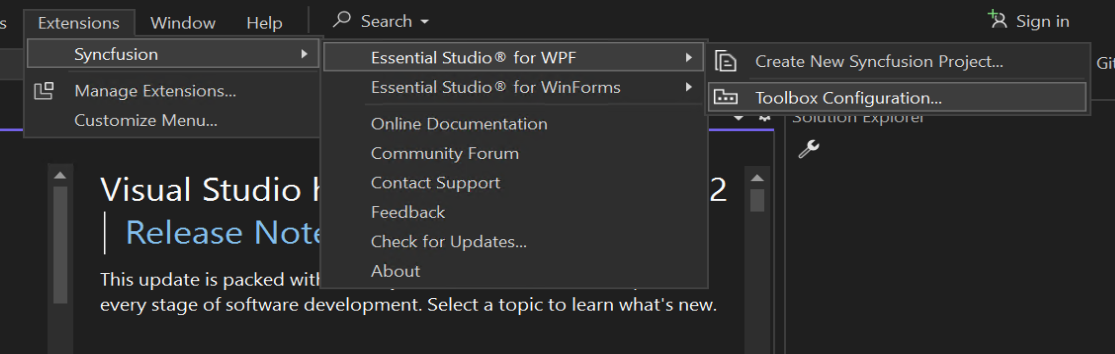 s Extensions Window Help Search Sign in
Syncfusion
Manage Extensions...
Customize Menu...
Essential Studio® for WPF
Essential Studio® for WinForms
Online Documentation
Community Forum
Contact Support
Feedback
Check for Updates...
About
Create New Syncfusion Project...
Toolbox Configuration...
Git
Solution Explorer
Visual Studio h 2
Release Note
This update is packed with
every stage of software development. Select a topic to learn what's new.